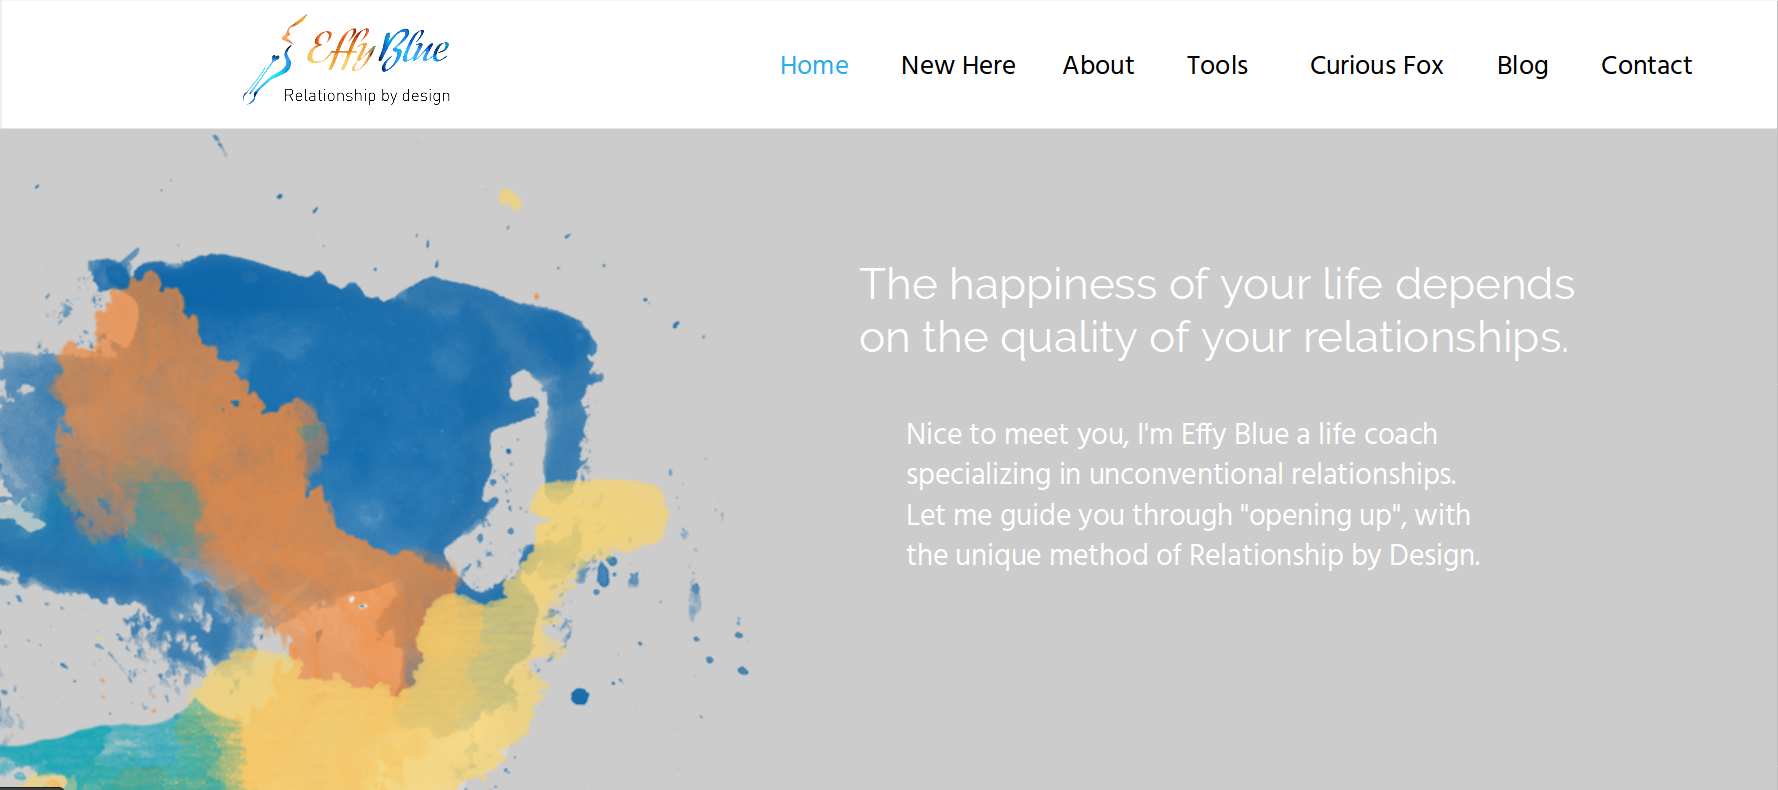 Effy Blue
Relationship by design
Home
New Here
About
Tools
Curious Fox
Blog
Contact
The happiness of your life depends
on the quality of your relationships.
Nice to meet you, I'm Effy Blue a life coach
specializing in unconventional relationships.
Let me guide you through "opening up", with
the unique method of Relationship by Design.